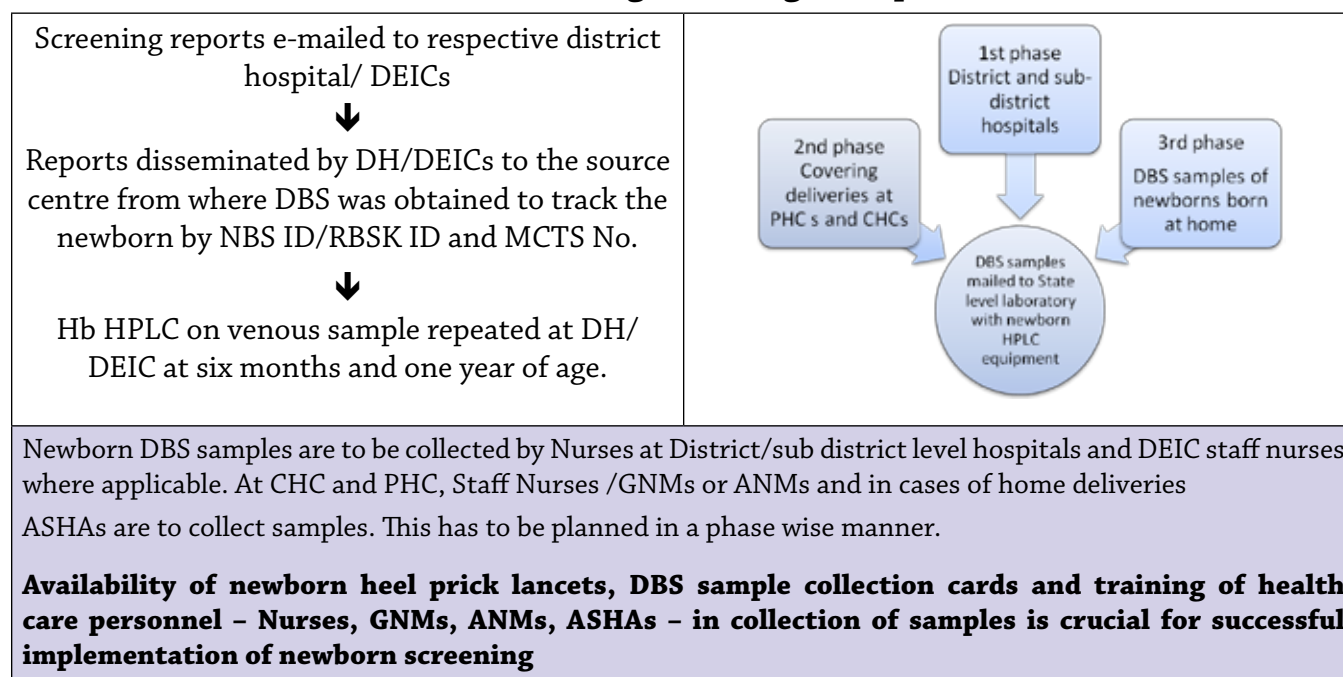 Screening reports e-mailed to respective district
hospital/ DEICs
Reports disseminated by DH/DEICs to the source
centre from where DBS was obtained to track the
newborn by NBS ID/RBSK ID and MCTS No.
Hb HPLC on venous sample repeated at DH/
DEIC at six months and one year of age.
1st phase
District and sub-
district
hospitals
2nd phase
Covering
deliveries at
PHC s and CHCs
3rd phase
DBS samples of
newborns born
at home
DBS samples
mailed to State
level laboratory
with newborn
HPLC
equipment
Newborn DBS samples are to be collected by Nurses at District/sub district level hospitals and DEIC staff nurses
where applicable. At CHC and PHC, Staff Nurses /GNMs or ANMs and in cases of home deliveries
ASHAs are to collect samples. This has to be planned in a phase wise manner.
Availability of newborn heel prick lancets, DBS sample collection cards and training of health
care personnel – Nurses, GNMs, ANMs, ASHAs – in collection of samples is crucial for successful
implementation of newborn screening